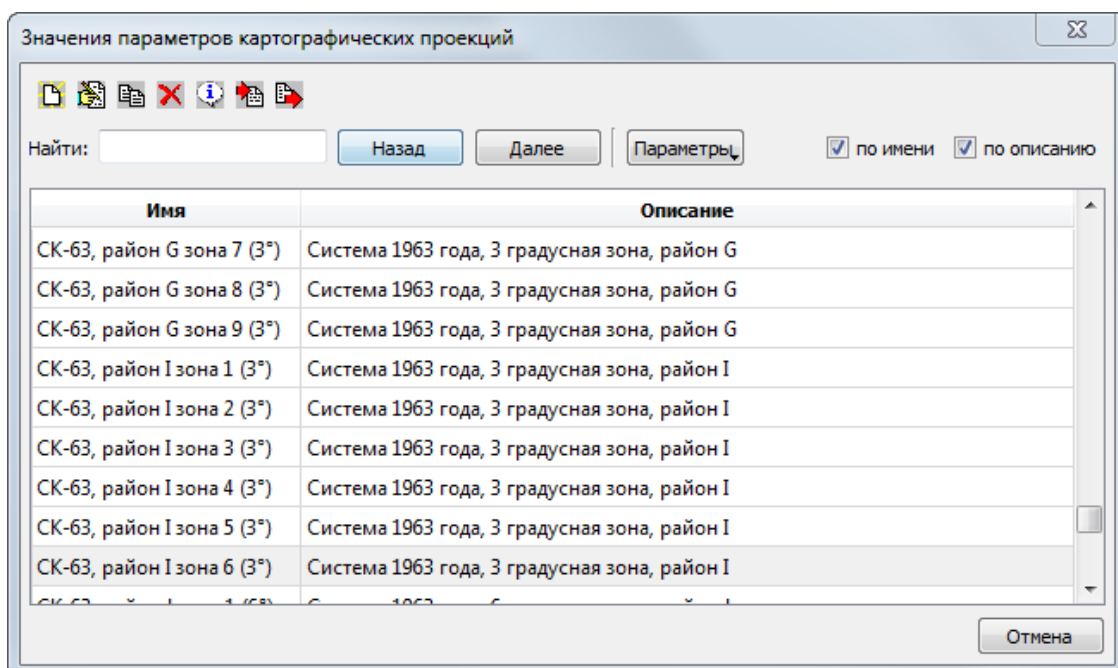 Значения параметров картографических проекций
Найти: Назад Далее Параметры по имени по описанию
Имя Описание
СК-63, район G зона 7 (3°) Система 1963 года, 3 градусная зона, район G
СК-63, район G зона 8 (3°) Система 1963 года, 3 градусная зона, район G
СК-63, район G зона 9 (3°) Система 1963 года, 3 градусная зона, район G
СК-63, район I зона 1 (3°) Система 1963 года, 3 градусная зона, район I
СК-63, район I зона 2 (3°) Система 1963 года, 3 градусная зона, район I
СК-63, район I зона 3 (3°) Система 1963 года, 3 градусная зона, район I
СК-63, район I зона 4 (3°) Система 1963 года, 3 градусная зона, район I
СК-63, район I зона 5 (3°) Система 1963 года, 3 градусная зона, район I
СК-63, район I зона 6 (3°) Система 1963 года, 3 градусная зона, район I
Отмена